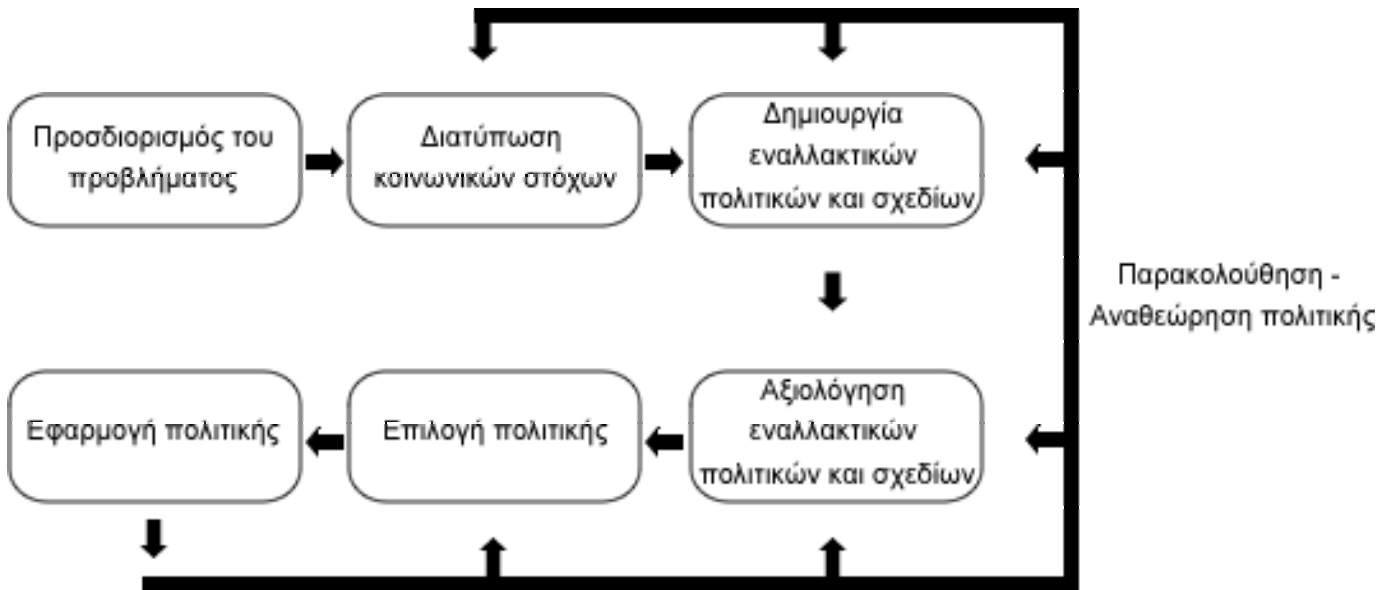 Προσδιορισμός του
προβλήματος
Διατύπωση
κοινωνικών στόχων
Δημιουργία
εναλλακτικών
πολιτικών και σχεδίων
Παρακολούθηση -
Αναθεώρηση πολιτικής
Αξιολόγηση
εναλλακτικών
πολιτικών και σχεδίων
Επιλογή πολιτικής
Εφαρμογή πολιτικής